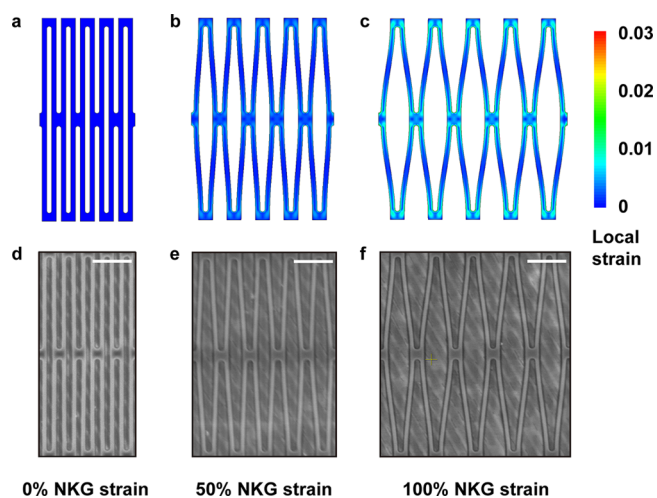 a
b
c
0.03
0.02
0.01
0
Local
strain
d
e
f
0% NKG strain
50% NKG strain
100% NKG strain